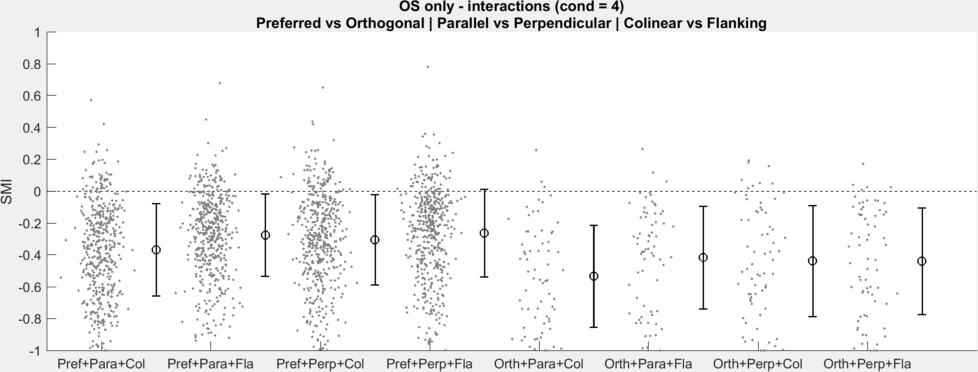 OS only - interactions (cond = 4)
Preferred vs Orthogonal | Parallel vs Perpendicular | Colinear vs Flanking
1
0.8
0.6
0.4
0.2
0
-0.2
-0.4
-0.6
-0.8
-1
SMI
Pref+Para+Col Pref+Para+Fla Pref+Perp+Col Pref+Perp+Fla Orth+Para+Col Orth+Para+Fla Orth+Perp+Col Orth+Perp+Fla